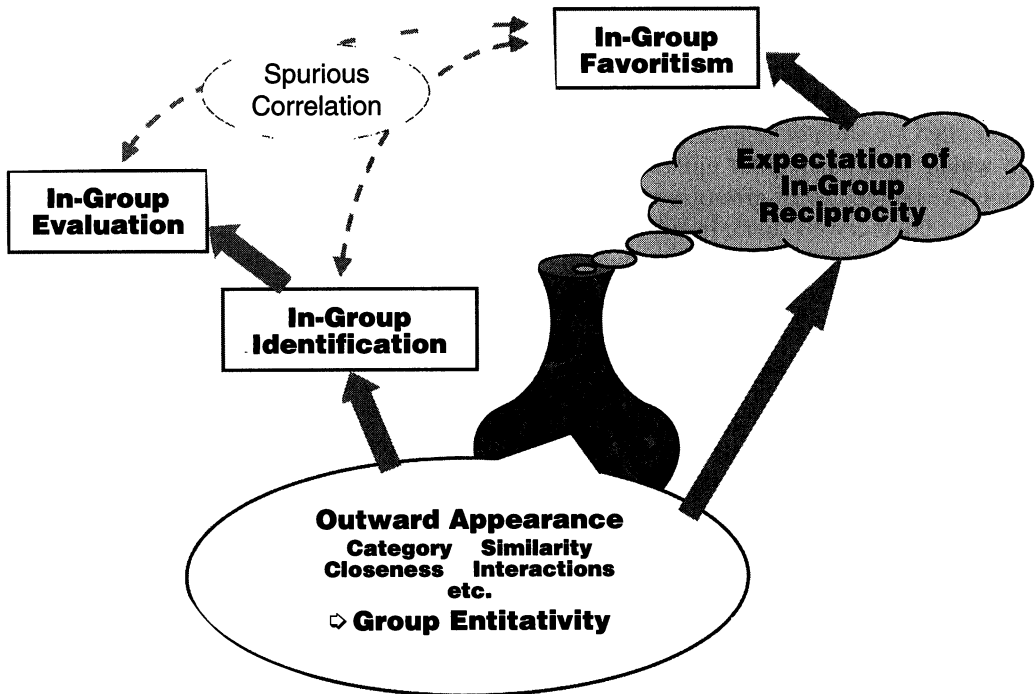 In-Group
Favoritism
Spurious
Correlation
Expectation of
In-Group
Reciprocity
In-Group
Evaluation
In-Group
Identification
Outward Appearance
Category Similarity
Closeness Interactions
etc.
⇨ Group Entitativity